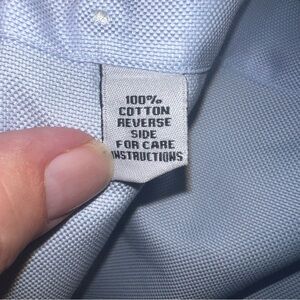 100%
COTTON
REVERSE
SIDE
FOR CARE
INSTRUCTIONS